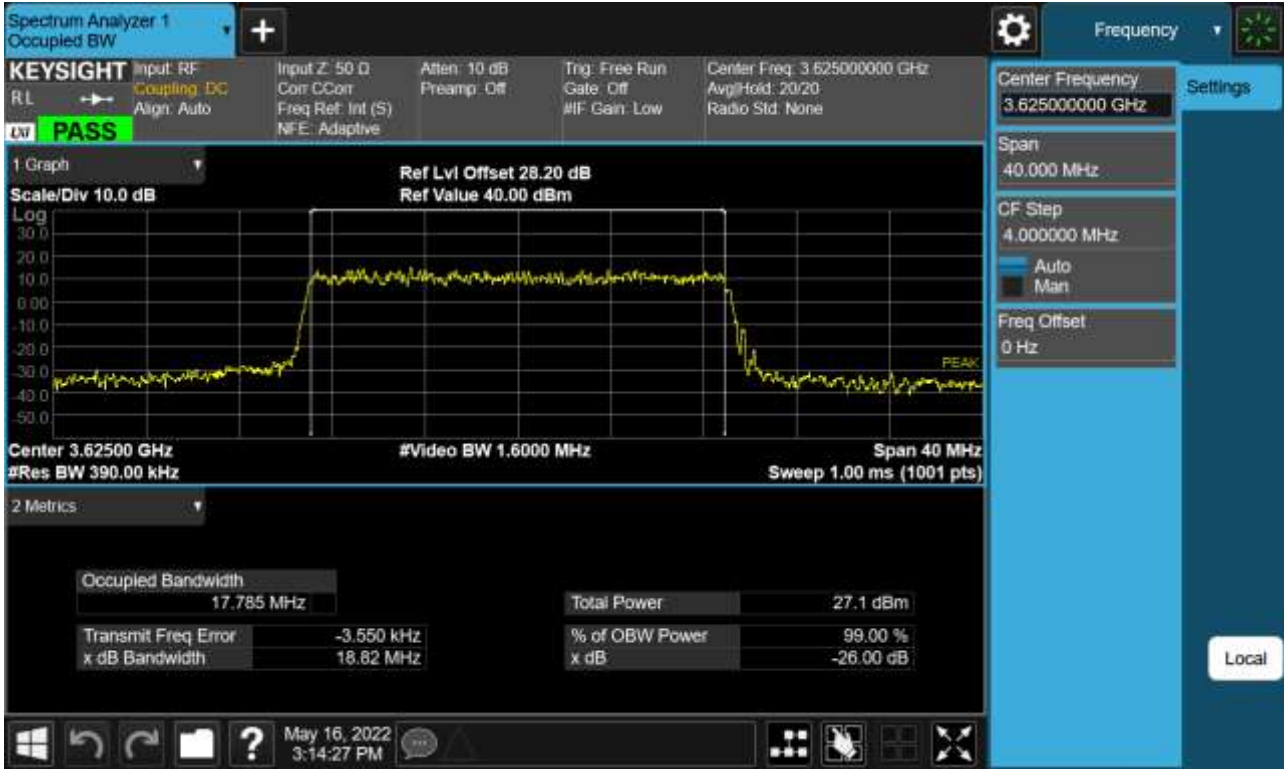 Spectrum Analyzer 1
Occupied BW
+
Frequency
KEYSIGHT
RL
LXI
PASS
Input: RF
Coupling: DC
Align: Auto
Input Z: 50 Ω
Corr CCorr
Freq Ref: Int (S)
NFE: Adaptive
Atten: 10 dB
Preamp: Off
Trig: Free Run
Gate: Off
#IF Gain: Low
Center Freq: 3.625000000 GHz
Avg|Hold: 20/20
Radio Std: None
Center Frequency
3.625000000 GHz
Settings
Span
40.000 MHz
CF Step
4.000000 MHz
Auto
Man
Freq Offset
0 Hz
Local
1 Graph
Scale/Div 10.0 dB
Ref Lvl Offset 28.20 dB
Ref Value 40.00 dBm
Log
30.0
20.0
10.0
0.00
-10.0
-20.0
-30.0
-40.0
-50.0
PEAK
Center 3.62500 GHz
#Video BW 1.6000 MHz
Span 40 MHz
#Res BW 390.00 kHz
Sweep 1.00 ms (1001 pts)
2 Metrics
Occupied Bandwidth
17.785 MHz
Total Power 27.1 dBm
Transmit Freq Error -3.550 kHz
% of OBW Power 99.00 %
x dB Bandwidth 18.82 MHz
x dB -26.00 dB
?
May 16, 2022
3:14:27 PM